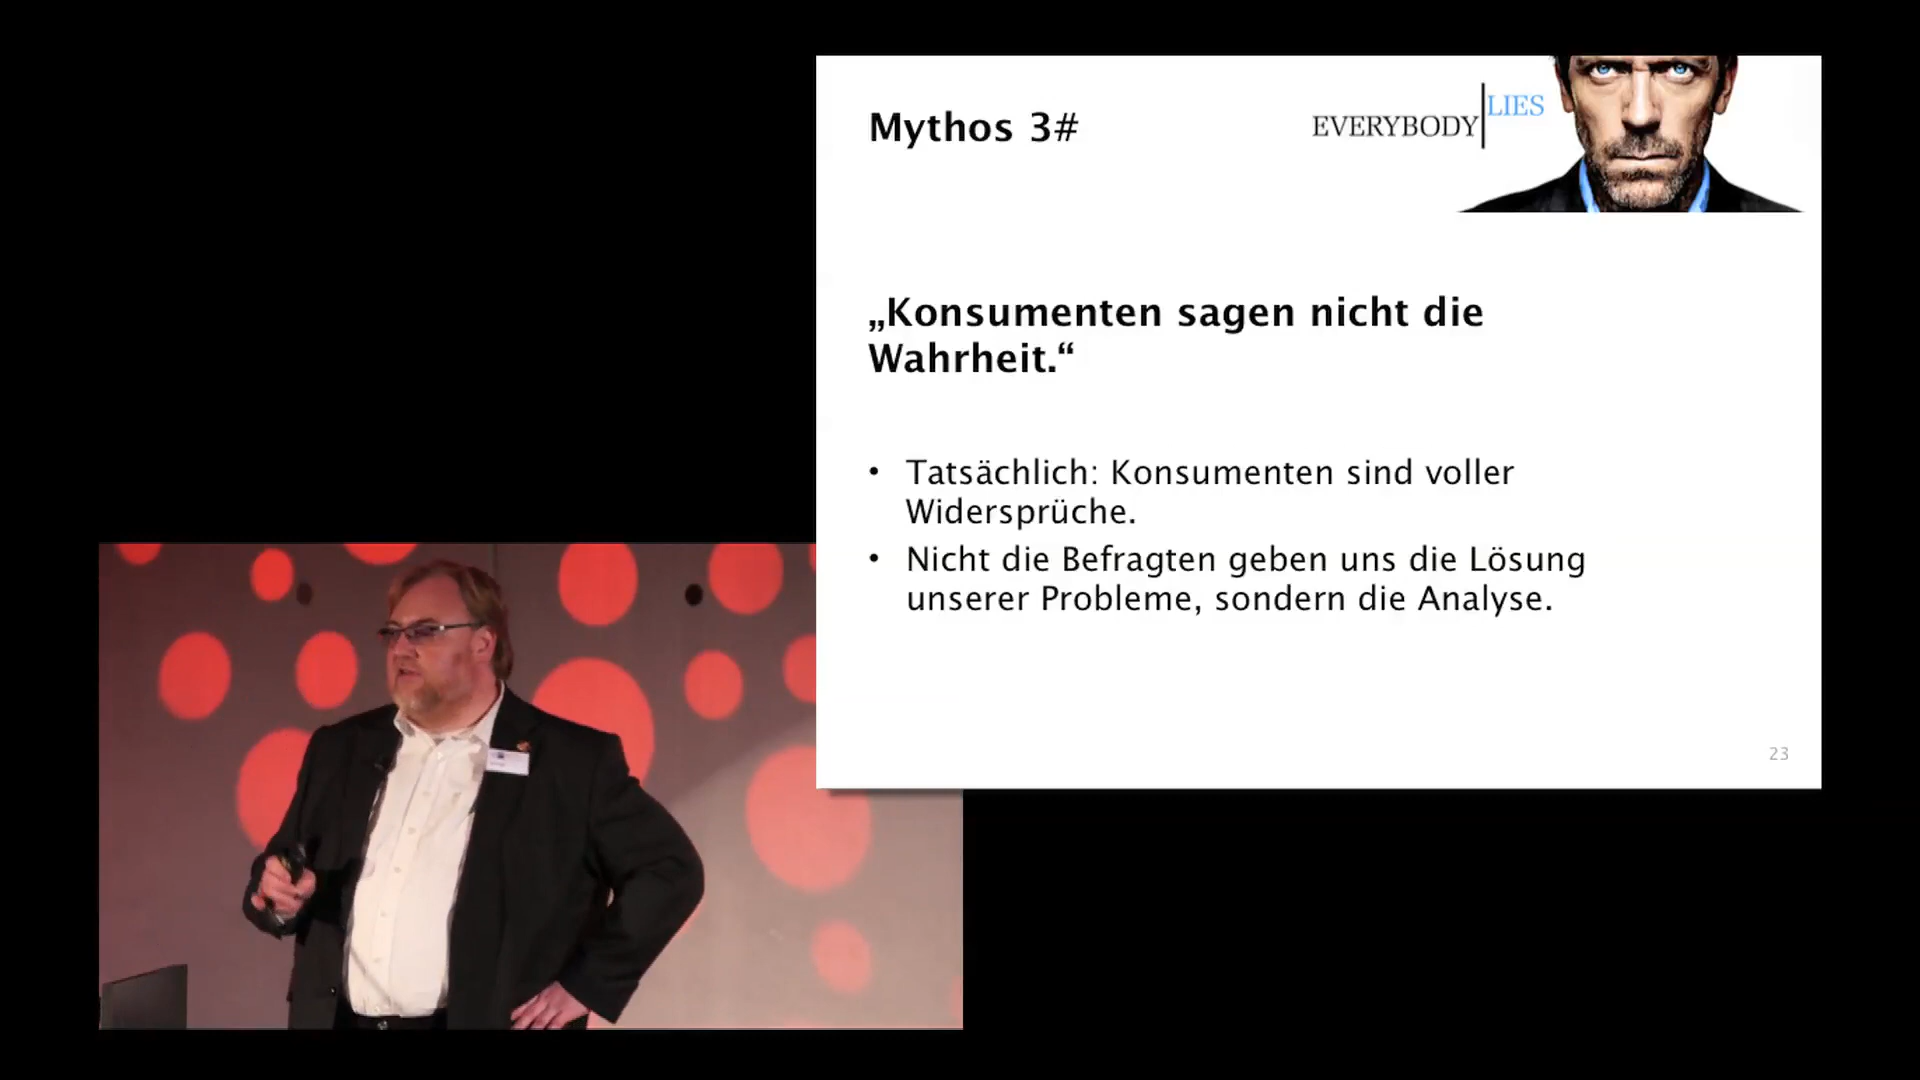 Mythos 3#
EVERYBODY LIES
„Konsumenten sagen nicht die
Wahrheit.“
• Tatsächlich: Konsumenten sind voller
Widersprüche.
• Nicht die Befragten geben uns die Lösung
unserer Probleme, sondern die Analyse.
23